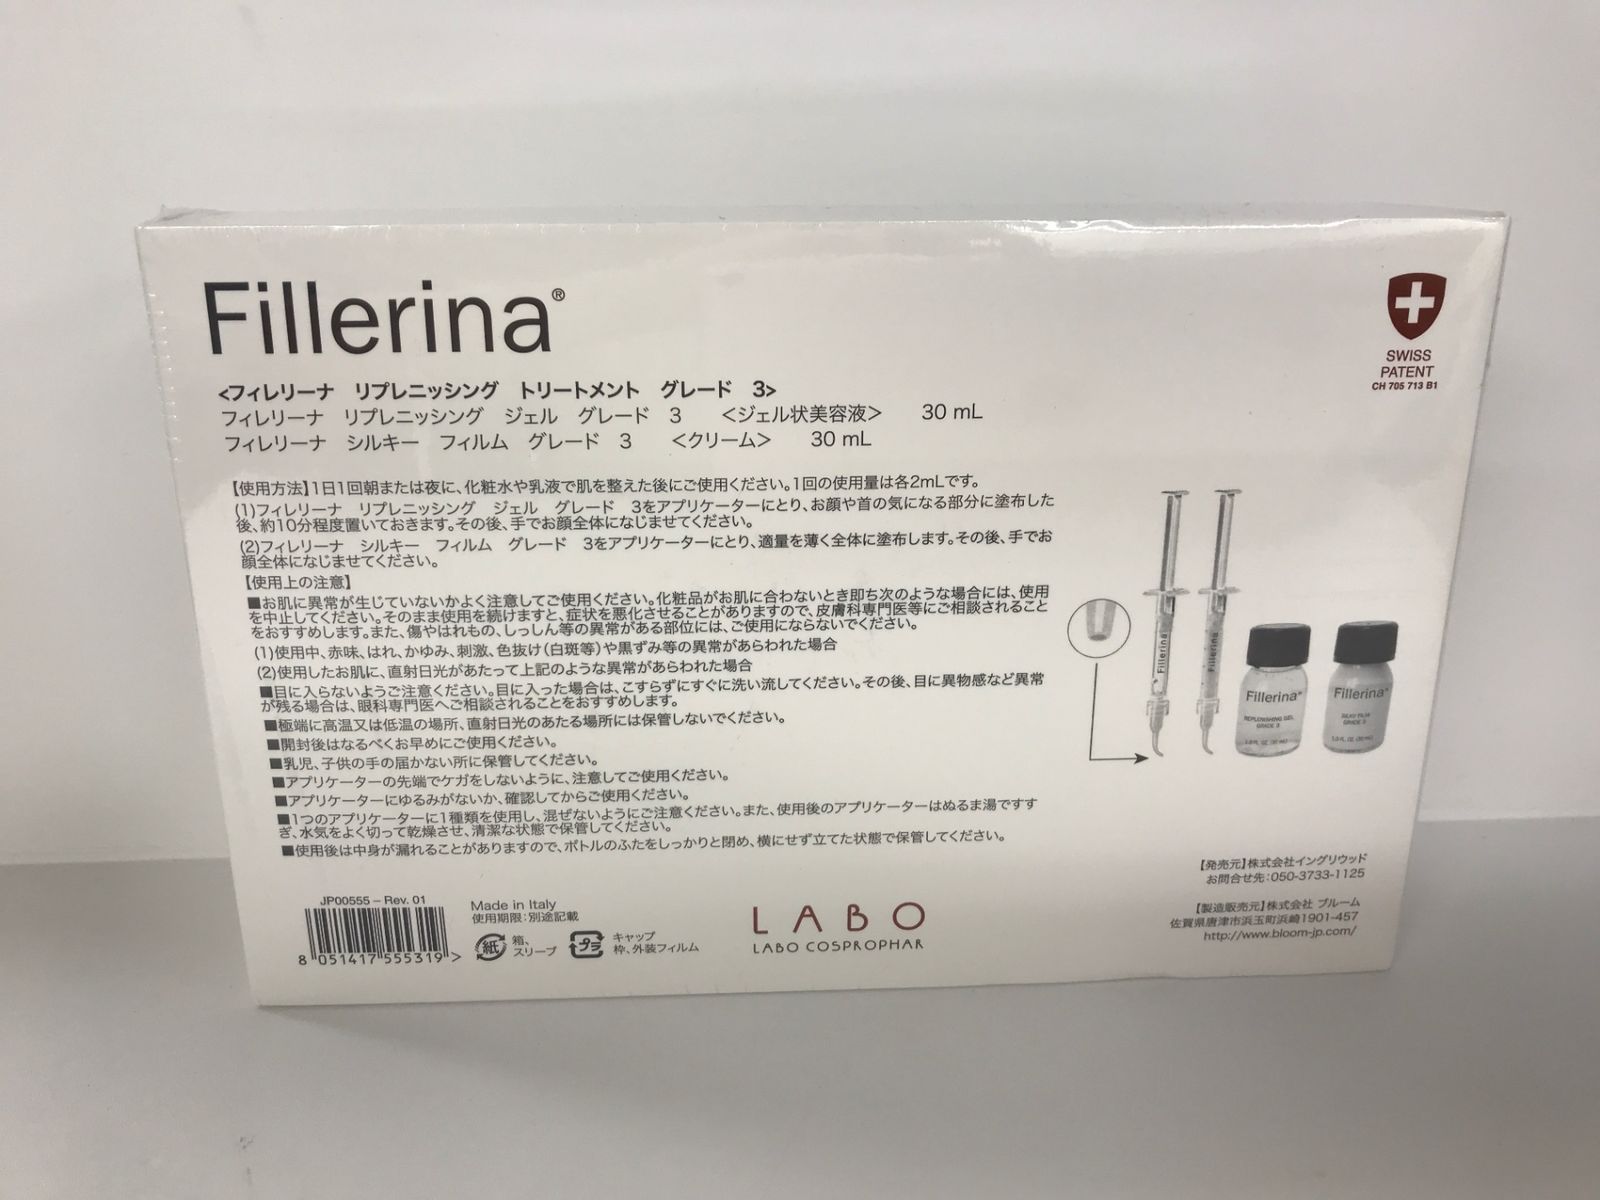 Fillerina®
<フィレリーナ リプレニッシング トリートメント グレード 3>
フィレリーナ リプレニッシング ジェル グレード 3 <ジェル状美容液> 30 mL
フィレリーナ シルキー フィルム グレード 3 <クリーム> 30 mL
SWISS
PATENT
CH 705 713 B1
【使用方法】1日1回朝または夜に、化粧水や乳液で肌を整えた後にご使用ください。1回の使用量は各2mLです。
(1)フィレリーナ リプレニッシング ジェル グレード 3をアプリケーターにとり、お顔や首の気になる部分に塗布した
後、約10分程度置いておきます。その後、手でお顔全体になじませてください。
(2)フィレリーナ シルキー フィルム グレード 3をアプリケーターにとり、適量を薄く全体に塗布します。その後、手でお
顔全体になじませてください。
【使用上の注意】
■お肌に異常が生じていないかよく注意してご使用ください。化粧品がお肌に合わないとき即ち次のような場合には、使用
を中止してください。そのまま使用を続けますと、症状を悪化させることがありますので、皮膚科専門医等にご相談されること
をおすすめします。また、傷やはれもの、しっしん等の異常がある部位には、ご使用にならないでください。
(1)使用中、赤味、はれ、かゆみ、刺激、色抜け(白斑等)や黒ずみ等の異常があらわれた場合
(2)使用したお肌に、直射日光があたって上記のような異常があらわれた場合
■目に入らないようご注意ください。目に入った場合は、こすらずにすぐに洗い流してください。その後、目に異物感など異常
が残る場合は、眼科専門医へご相談されることをおすすめします。
■極端に高温又は低温の場所、直射日光のあたる場所には保管しないでください。
■開封後はなるべくお早めにご使用ください。
■乳児、子供の手の届かない所に保管してください。
■アプリケーターの先端でケガをしないように、注意してご使用ください。
■アプリケーターにゆるみがないか、確認してからご使用ください。
■1つのアプリケーターに1種類を使用し、混ぜないようにご注意ください。また、使用後のアプリケーターはぬるま湯ですす
ぎ、水気をよく切って乾燥させ、清潔な状態で保管してください。
■使用後は中身が漏れることがありますので、ボトルのふたをしっかりと閉め、横にせず立てた状態で保管してください。
Fillerina
Fillerina
Fillerina®
REPLENISHING GEL
GRADE 3
1.0 FL. OZ. (30 mL)
Fillerina®
SILKY FILM
GRADE 3
1.0 FL. OZ. (30 mL)
JP00555 – Rev. 01
8 051417 555319 >
Made in Italy
使用期限：別途記載
紙
箱、
スリーブ
プラ
キャップ
枠、外装フィルム
LABO
LABO COSPROPHAR
【発売元】株式会社イングリウッド
お問合せ先：050-3733-1125
【製造販売元】株式会社 ブルーム
佐賀県唐津市浜玉町浜崎1901-457
http://www.bloom-jp.com/